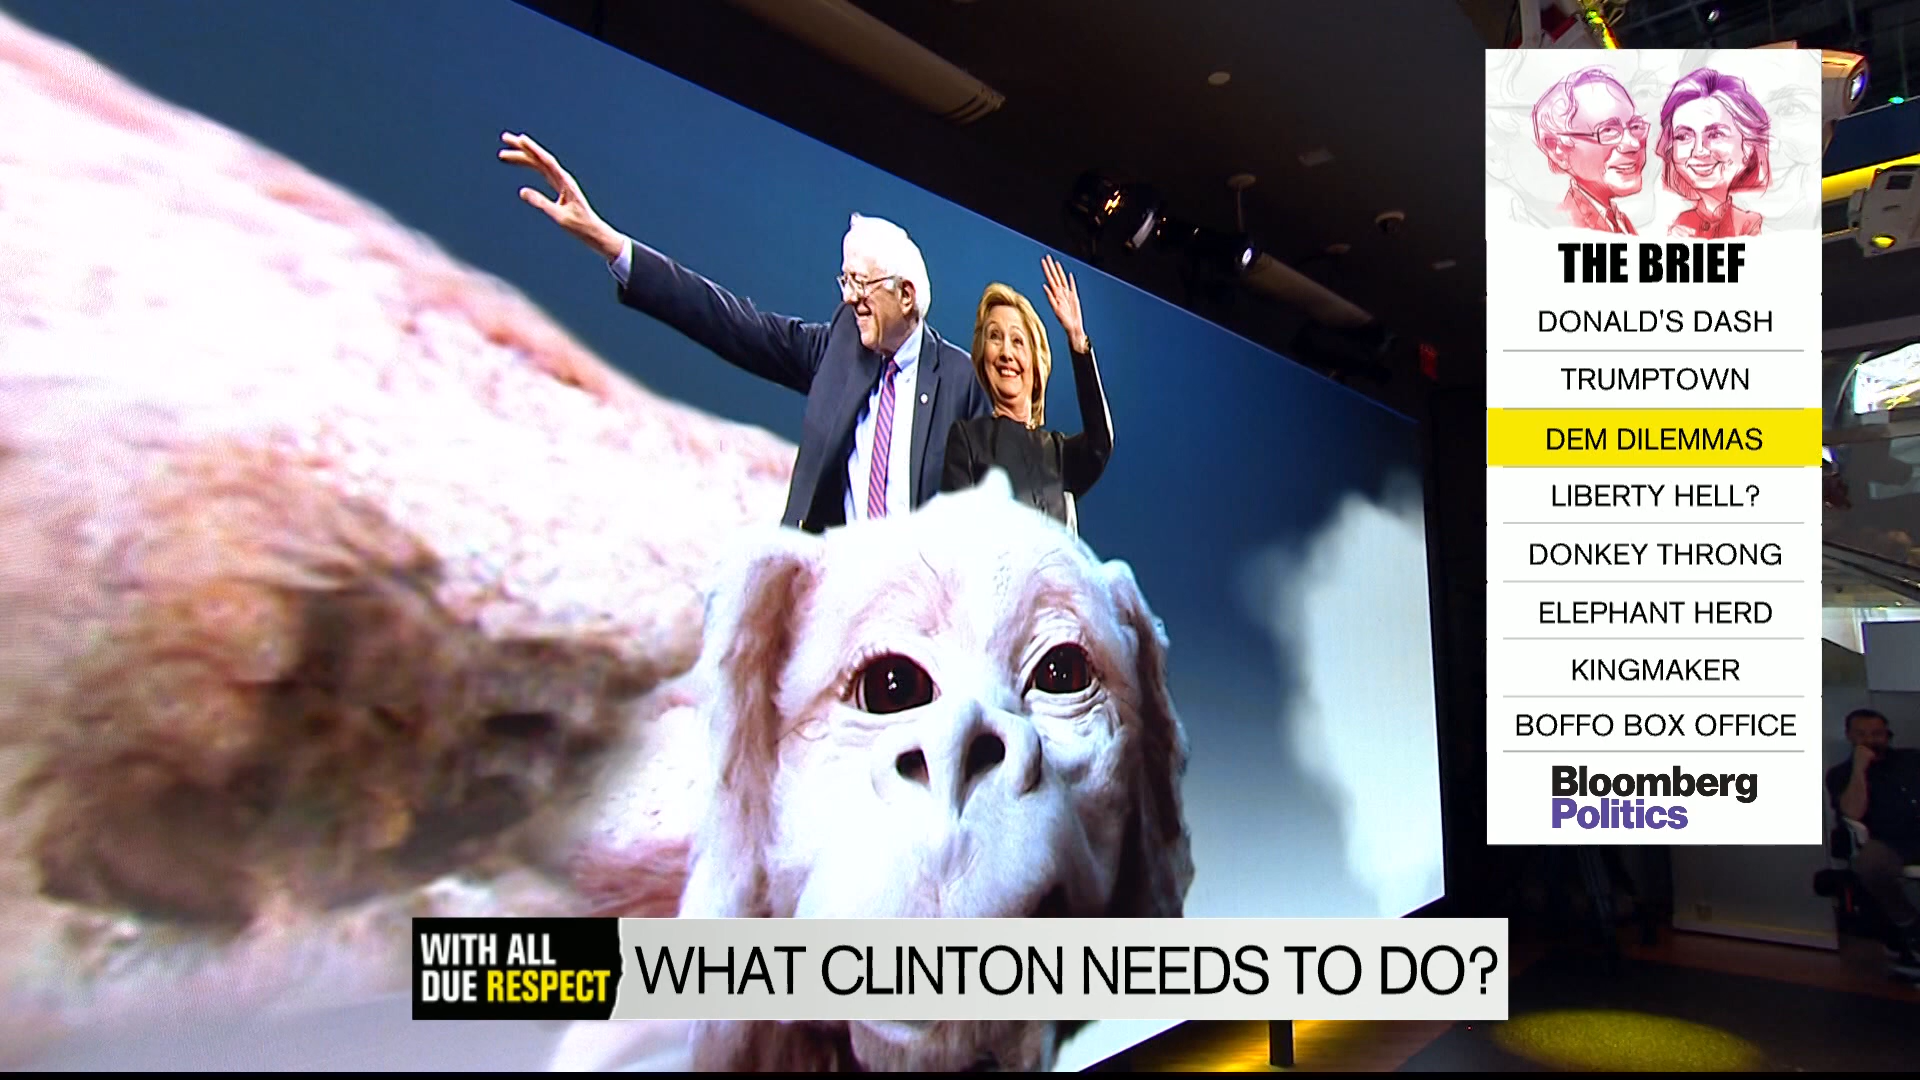 THE BRIEF
DONALD'S DASH
TRUMPTOWN
DEM DILEMMAS
LIBERTY HELL?
DONKEY THRONG
ELEPHANT HERD
KINGMAKER
BOFFO BOX OFFICE
Bloomberg
Politics
WITH ALL
DUE RESPECT
WHAT CLINTON NEEDS TO DO?